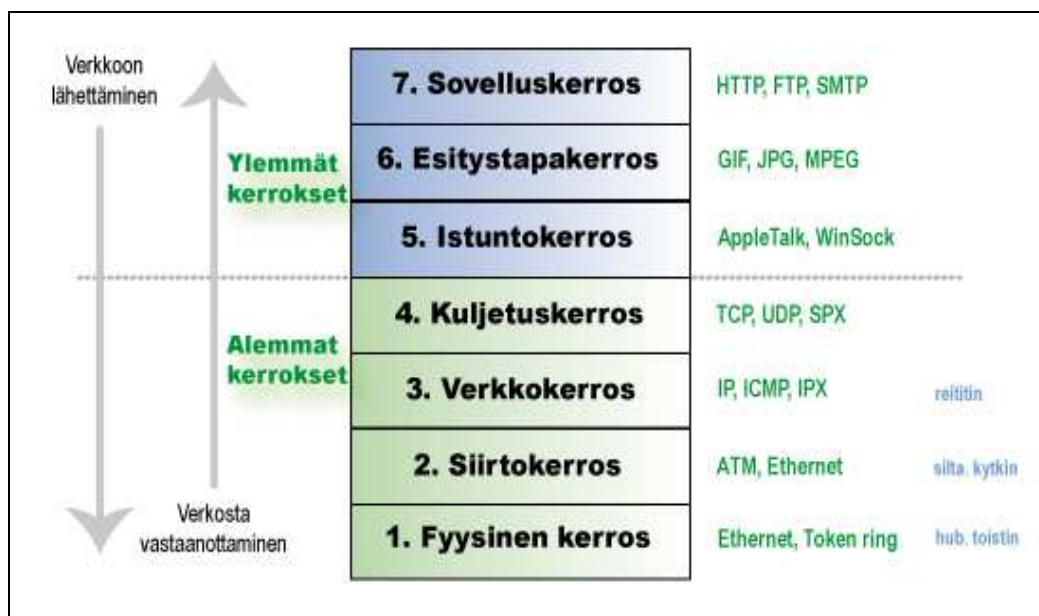 Verkkoon
lähettäminen
Ylemmät
kerrokset
Alemmat
kerrokset
Verkosta
vastaanottaminen
7. Sovelluskerros
HTTP, FTP, SMTP
6. Esitystapakerros
GIF, JPG, MPEG
5. Istuntokerros
AppleTalk, WinSock
4. Kuljetuskerros
TCP, UDP, SPX
3. Verkkokerros
IP, ICMP, IPX
reititin
2. Siirtokerros
ATM, Ethernet
silta. kytkin
1. Fyysinen kerros
Ethernet, Token ring
hub. toistin